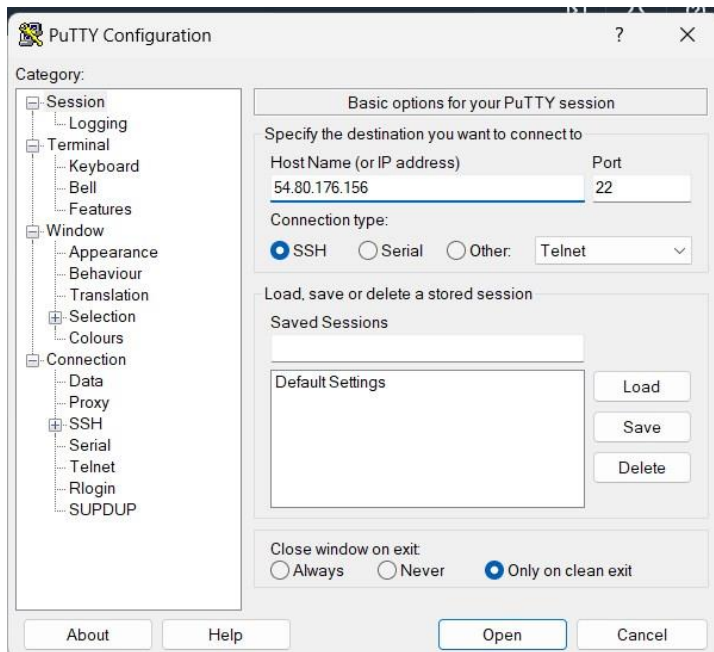 PuTTY Configuration
?
Category:
Session
Logging
Terminal
Keyboard
Bell
Features
Window
Appearance
Behaviour
Translation
Selection
Colours
Connection
Data
Proxy
SSH
Serial
Telnet
Rlogin
SUPDUP
Basic options for your PuTTY session
Specify the destination you want to connect to
Host Name (or IP address) Port
54.80.176.156 22
Connection type:
SSH Serial Other: Telnet
Load, save or delete a stored session
Saved Sessions
Default Settings
Load
Save
Delete
Close window on exit:
Always Never Only on clean exit
About Help Open Cancel